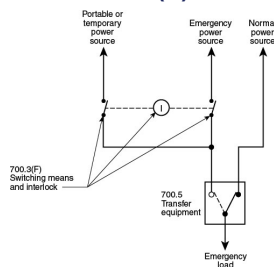 Portable or
temporary
power
source
Emergency
power
source
Norma
power
source
I
700.3(F)
Switching means
and interlock
700.5
Transfer
equipment
Emergency
load